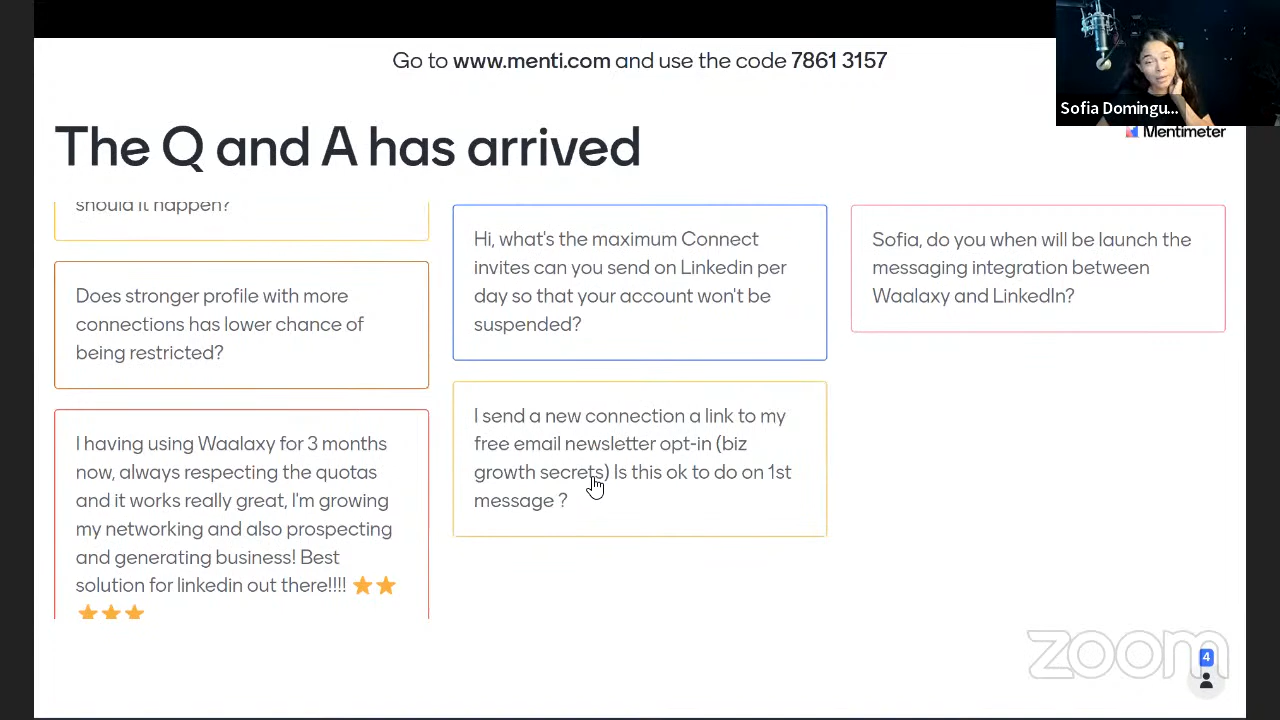 Go to www.menti.com and use the code 7861 3157
Sofia Domingu...
Mentimeter
The Q and A has arrived
should it happen?
Does stronger profile with more
connections has lower chance of
being restricted?
I having using Waalaxy for 3 months
now, always respecting the quotas
and it works really great, I'm growing
my networking and also prospecting
and generating business! Best
solution for linkedin out there!!!! ⭐⭐
⭐⭐⭐
Hi, what's the maximum Connect
invites can you send on Linkedin per
day so that your account won't be
suspended?
I send a new connection a link to my
free email newsletter opt-in (biz
growth secrets) Is this ok to do on 1st
message ?
Sofia, do you when will be launch the
messaging integration between
Waalaxy and LinkedIn?
zoom
4